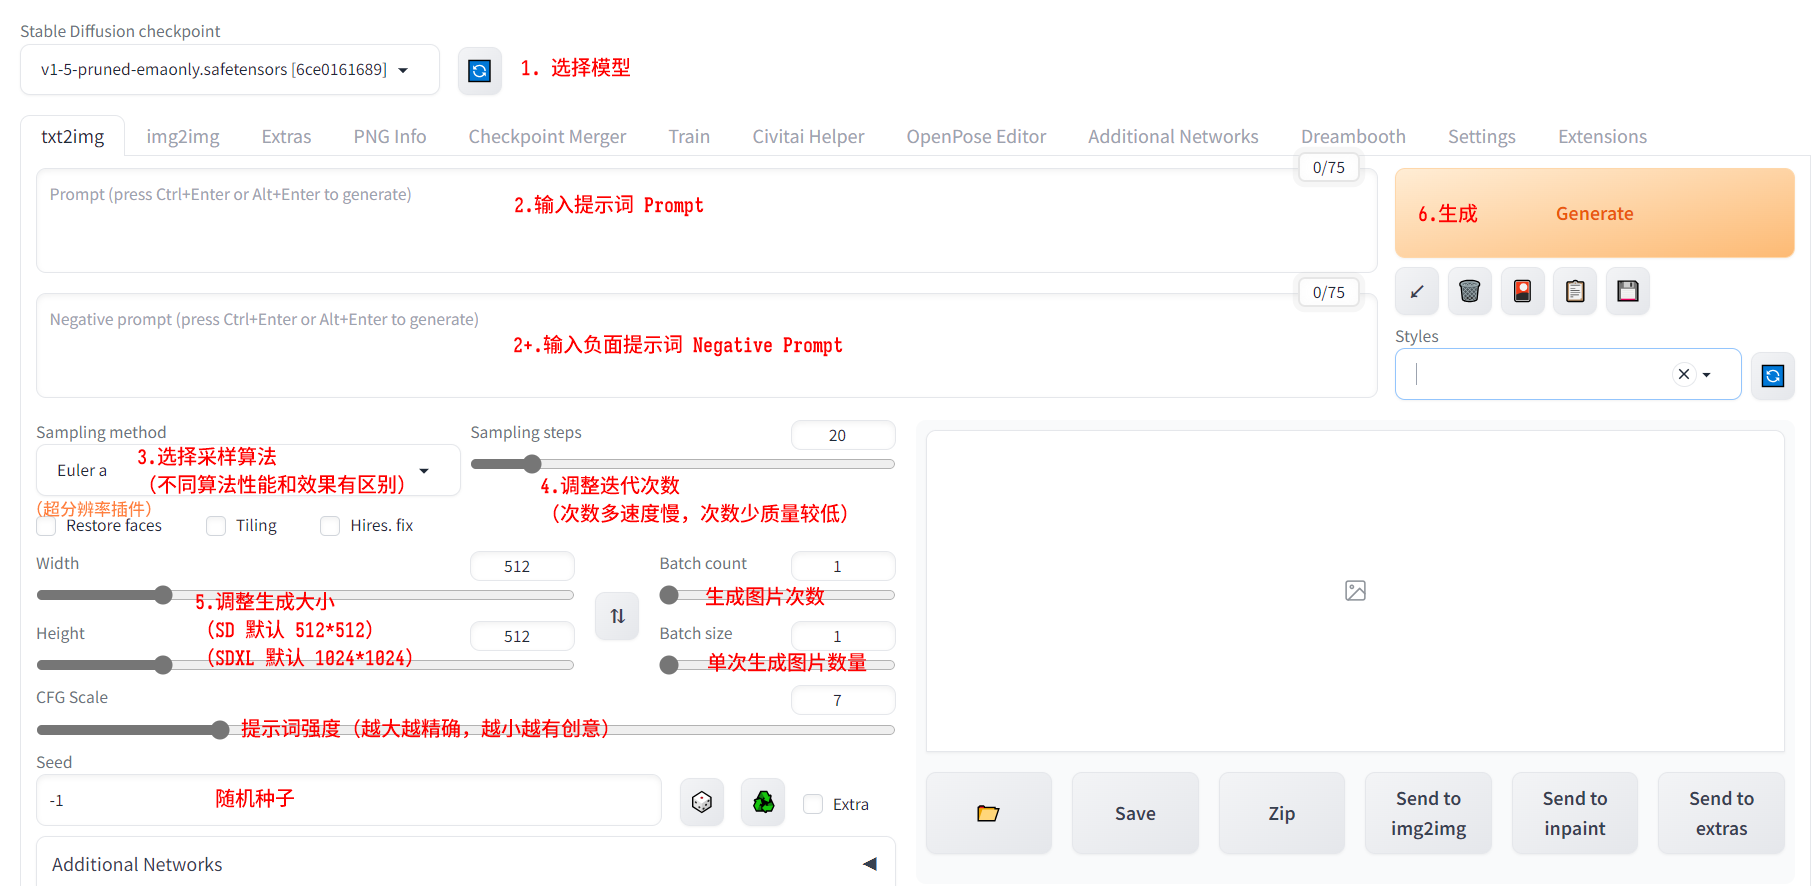 Stable Diffusion checkpoint
v1-5-pruned-emaonly.safetensors [6ce0161689]
1. 选择模型
txt2img img2img Extras PNG Info Checkpoint Merger Train Civitai Helper OpenPose Editor Additional Networks Dreambooth Settings Extensions
0/75
Prompt (press Ctrl+Enter or Alt+Enter to generate)
2.输入提示词 Prompt
6.生成 Generate
0/75
Negative prompt (press Ctrl+Enter or Alt+Enter to generate)
2+.输入负面提示词 Negative Prompt
Styles
Sampling method
Euler a
3.选择采样算法
（不同算法性能和效果有区别）
Sampling steps
20
4.调整迭代次数
（次数多速度慢，次数少质量较低）
（超分辨率插件）
Restore faces Tiling Hires. fix
Width
512
5.调整生成大小
（SD 默认 512*512）
（SDXL 默认 1024*1024）
Height
512
Batch count
1
生成图片次数
Batch size
1
单次生成图片数量
CFG Scale
7
提示词强度（越大越精确，越小越有创意）
Seed
-1
随机种子
Extra
Additional Networks
Save
Zip
Send to
img2img
Send to
inpaint
Send to
extras